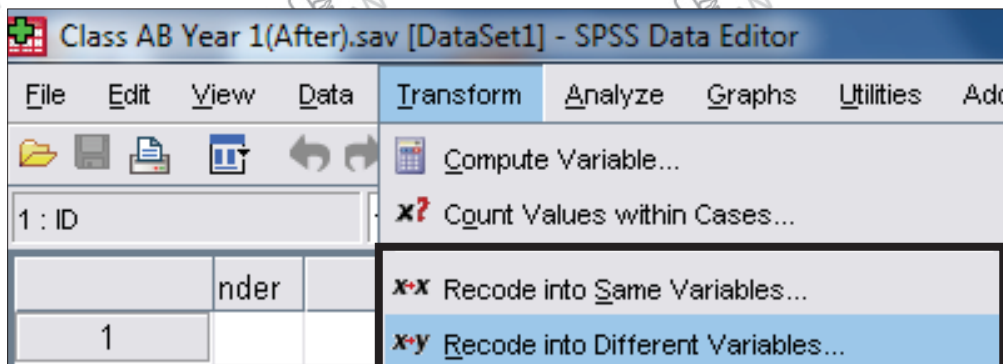 Class AB Year 1(After).sav [DataSet1] - SPSS Data Editor
File Edit View Data Transform Analyze Graphs Utilities
Compute Variable...
1 : ID
x? Count Values within Cases...
nder
x→x Recode into Same Variables...
1
x→y Recode into Different Variables...